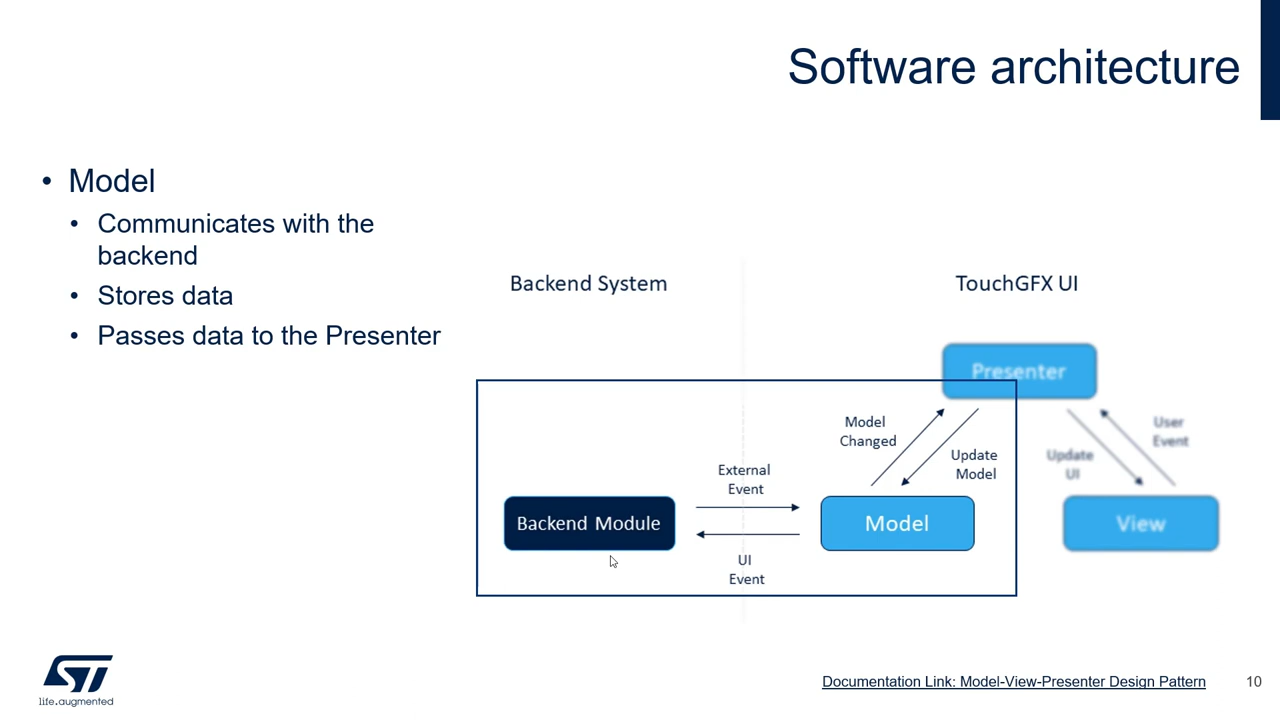 Software architecture
• Model
• Communicates with the
backend
• Stores data
• Passes data to the Presenter
Backend System
TouchGFX UI
Presenter
Model
Changed
Update
Model
Update
UI
User
Event
External
Event
Backend Module
Model
View
UI
Event
ST
life.augmented
Documentation Link: Model-View-Presenter Design Pattern
10